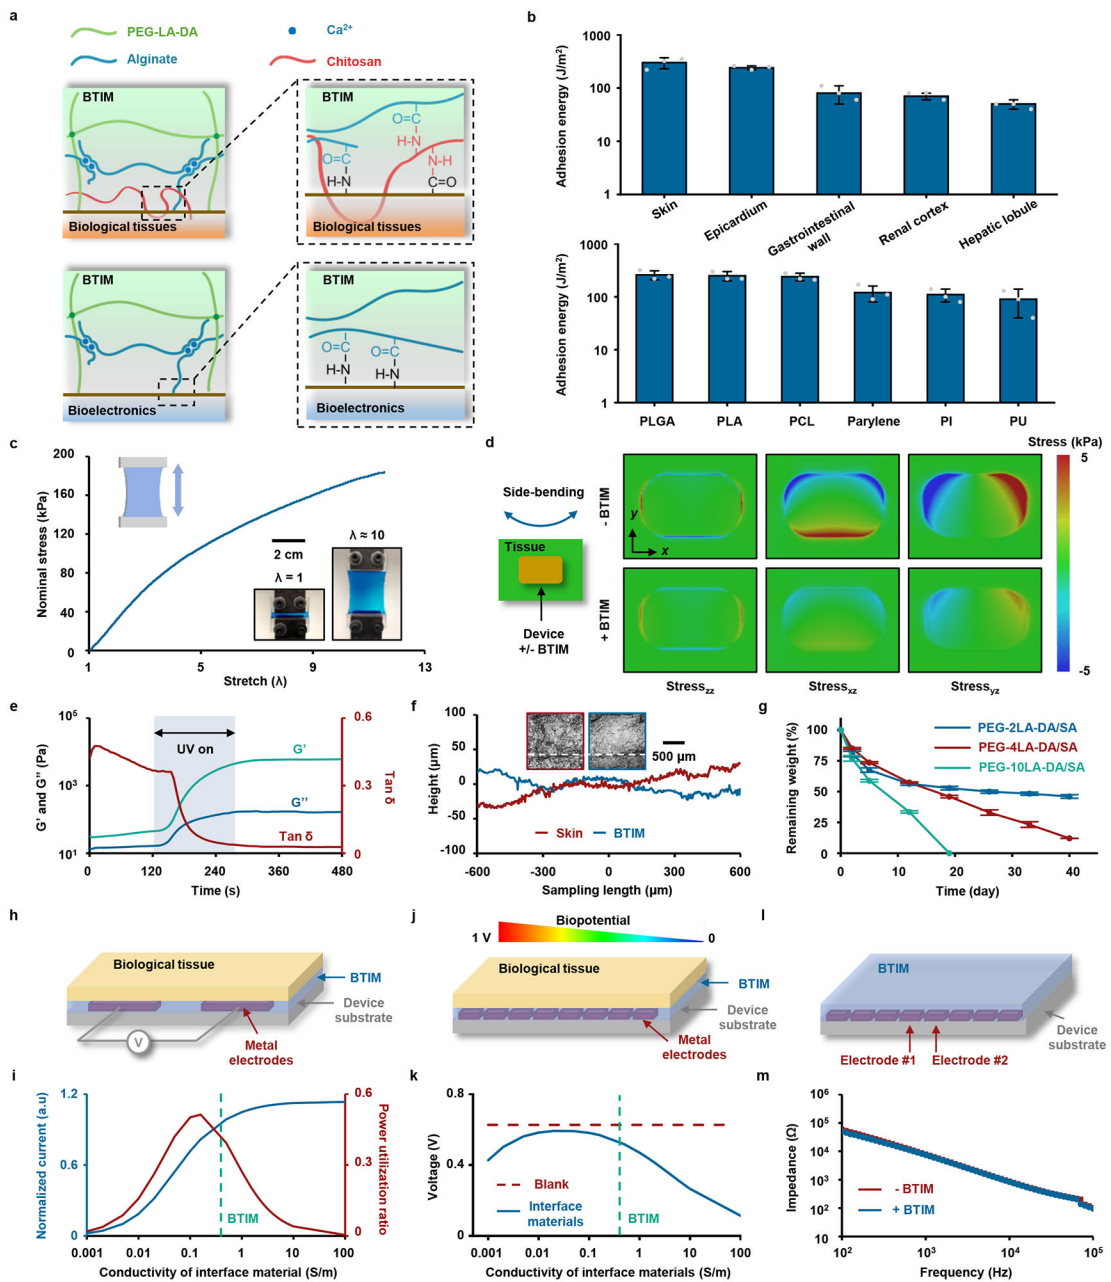 a
PEG-LA-DA
Ca²⁺
Alginate
Chitosan
BTIM
Biological tissues
BTIM
O=C
H-N
C=O
H-N
N-H
C=O
Biological tissues
BTIM
Bioelectronics
BTIM
O=C
O=C
H-N
H-N
Bioelectronics
b
Adhesion energy (J/m²)
1000
100
10
1
Skin
Epicardium
Gastrointestinal
wall
Renal cortex
Hepatic lobule
Adhesion energy (J/m²)
1000
100
10
1
PLGA
PLA
PCL
Parylene
PI
PU
c
Nominal stress (kPa)
200
160
120
80
40
0
2 cm
λ = 1
λ ≈ 10
1
5
9
13
Stretch (λ)
d
Stress (kPa)
5
-5
Side-bending
Tissue
Device
+/- BTIM
- BTIM
y
x
+ BTIM
Stress_zz
Stress_xz
Stress_yz
e
G' and G'' (Pa)
10⁵
10³
10¹
UV on
G'
G''
Tan δ
0.6
0.3
0
Tan δ
0
120
240
360
480
Time (s)
f
Height (μm)
100
50
0
-50
-100
500 μm
Skin
BTIM
-600
-300
0
300
600
Sampling length (μm)
g
Remaining weight (%)
100
75
50
25
0
PEG-2LA-DA/SA
PEG-4LA-DA/SA
PEG-10LA-DA/SA
0
10
20
30
40
Time (day)
h
Biological tissue
BTIM
Device
substrate
V
Metal
electrodes
j
Biopotential
1 V
0
Biological tissue
BTIM
Device
substrate
Metal
electrodes
l
BTIM
Device
substrate
Electrode #1
Electrode #2
i
Normalized current (a.u)
1.2
0.6
0
BTIM
0.6
0.3
0
Power utilization ratio
0.001
0.01
0.1
1
10
100
Conductivity of interface material (S/m)
k
Voltage (V)
0.8
0.4
0
Blank
Interface
materials
BTIM
0.001
0.01
0.1
1
10
100
Conductivity of interface materials (S/m)
m
Impedance (Ω)
10⁶
10⁵
10⁴
10³
10²
10
- BTIM
+ BTIM
10²
10³
10⁴
10⁵
Frequency (Hz)